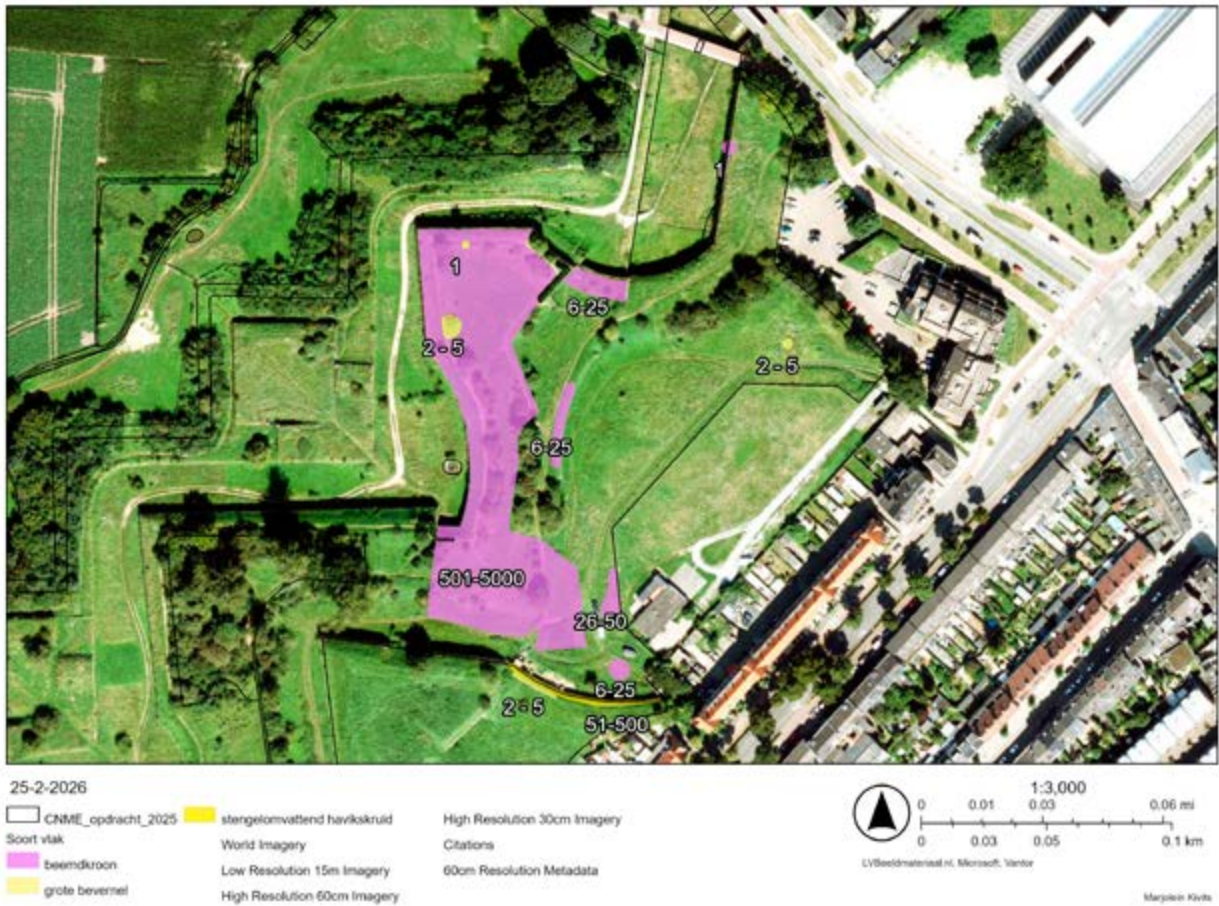 1
1
6-25
2 - 5
2 - 5
6-25
501-5000
26-50
6-25
2 - 5
51-500
25-2-2026
1:3,000
CNME_opdracht_2025
stengelomvattend havikskruid
High Resolution 30cm Imagery
0 0.01 0.03 0.06 mi
Soort vlak
World Imagery
Citations
0 0.03 0.05 0.1 km
beemdkroon
Low Resolution 15m Imagery
60cm Resolution Metadata
grote bevernel
High Resolution 60cm Imagery
LVBeeldmateriaal.nl, Microsoft, Vantor
Marjolein Kivits